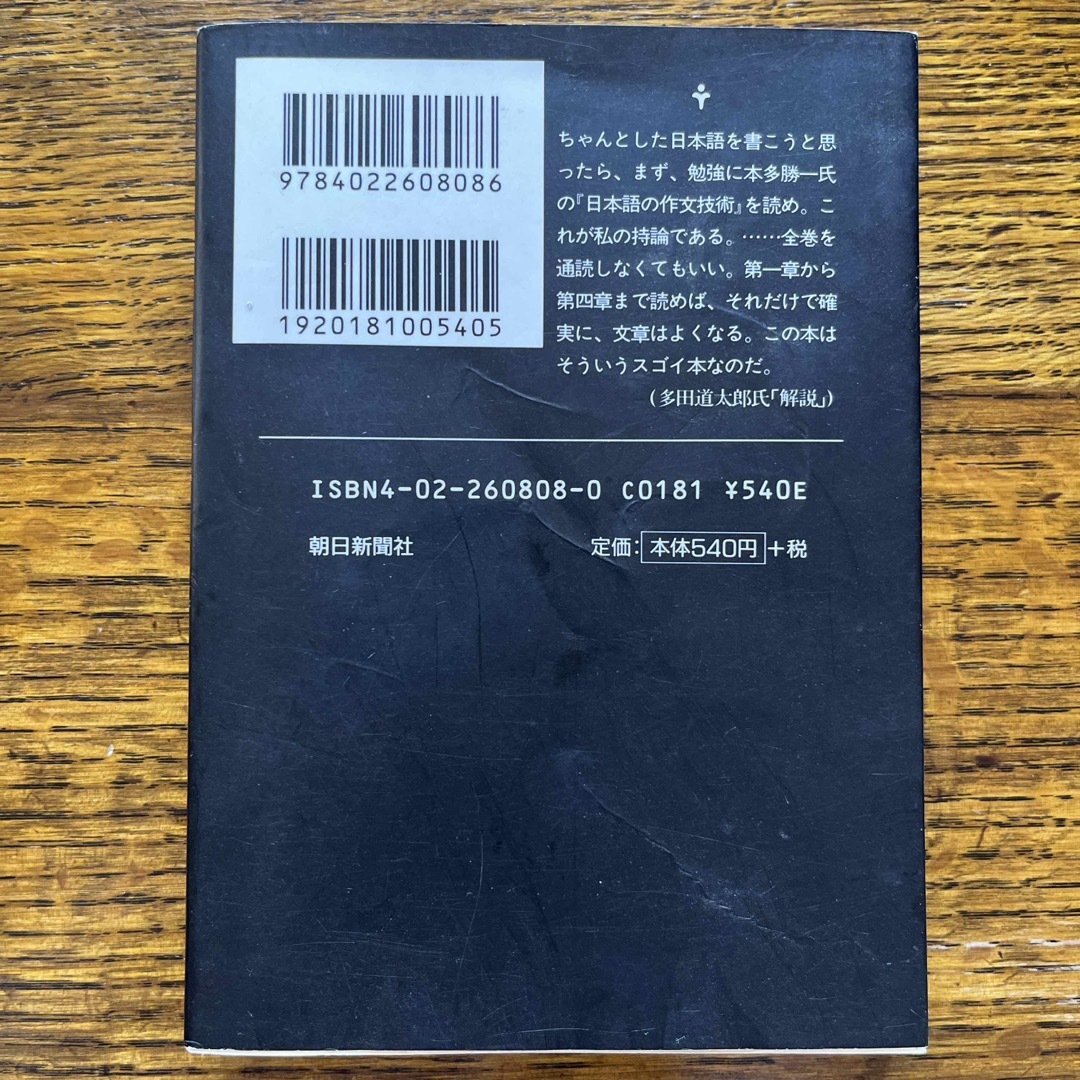 9784022608086
1920181005405
ちゃんとした日本語を書こうと思
ったら、まず、勉強に本多勝一氏
の『日本語の作文技術』を読め。こ
れが私の持論である。……全巻を
通読しなくてもいい。第一章から
第四章まで読めば、それだけで確
実に、文章はよくなる。この本は
そういうスゴイ本なのだ。
(多田道太郎氏「解説」)
ISBN4-02-260808-0 C0181 ¥540E
朝日新聞社
定価：本体540円+税